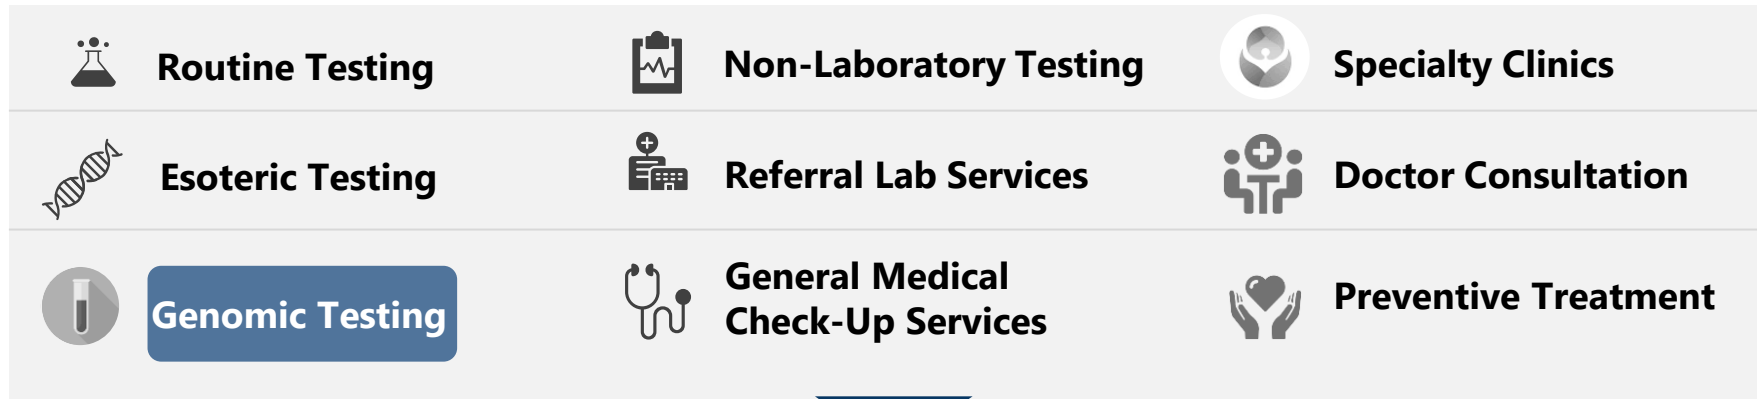 Routine Testing
Non-Laboratory Testing
Specialty Clinics
Esoteric Testing
Referral Lab Services
Doctor Consultation
Genomic Testing
General Medical
Check-Up Services
Preventive Treatment